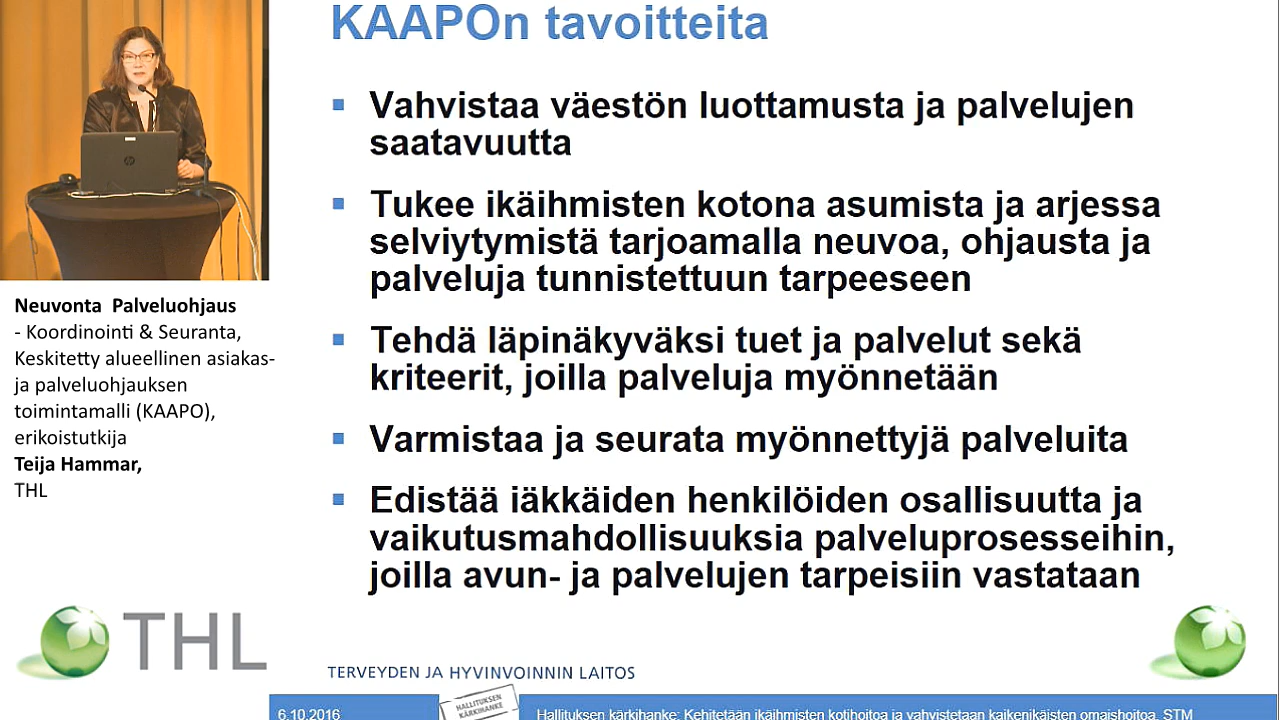 KAAPOn tavoitteita
Vahvistaa väestön luottamusta ja palvelujen
saatavuutta
Tukee ikäihmisten kotona asumista ja arjessa
selviytymistä tarjoamalla neuvoa, ohjausta ja
palveluja tunnistettuun tarpeeseen
Tehdä läpinäkyväksi tuet ja palvelut sekä
kriteerit, joilla palveluja myönnetään
Varmistaa ja seurata myönnettyjä palveluita
Edistää iäkkäiden henkilöiden osallisuutta ja
vaikutusmahdollisuuksia palveluprosesseihin,
joilla avun- ja palvelujen tarpeisiin vastataan
Neuvonta Palveluohjaus
- Koordinointi & Seuranta,
Keskitetty alueellinen asiakas-
ja palveluohjauksen
toimintamalli (KAAPO),
erikoistutkija
Teija Hammar,
THL
THL
TERVEYDEN JA HYVINVOINNIN LAITOS
6.10.2016
HALLITUKSEN
KÄRKIHANKE
Hallituksen kärkihanke: Kehitetään ikäihmisten kotihoitoa ja vahvistetaan kaikenikäisten omaishoitoa, STM